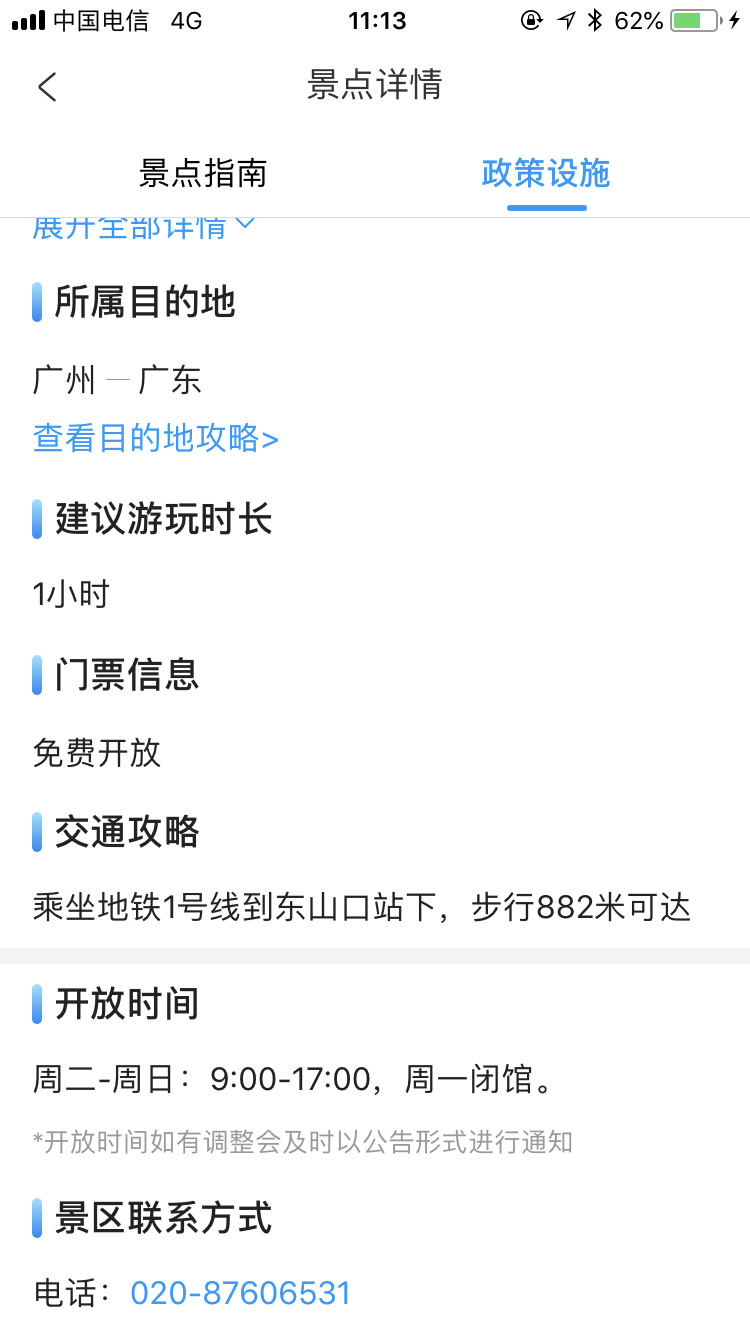 中国电信 4G 11:13 62%
景点详情
景点指南 政策设施
展开全部详情
所属目的地
广州 — 广东
查看目的地攻略>
建议游玩时长
1小时
门票信息
免费开放
交通攻略
乘坐地铁1号线到东山口站下，步行882米可达
开放时间
周二-周日：9:00-17:00，周一闭馆。
*开放时间如有调整会及时以公告形式进行通知
景区联系方式
电话：020-87606531